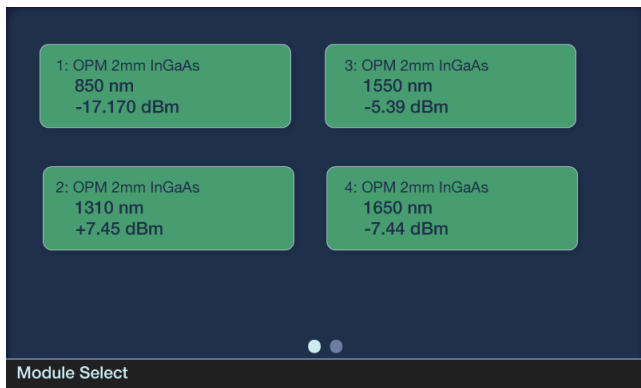 1: OPM 2mm InGaAs
850 nm
-17.170 dBm
2: OPM 2mm InGaAs
1310 nm
+7.45 dBm
3: OPM 2mm InGaAs
1550 nm
-5.39 dBm
4: OPM 2mm InGaAs
1650 nm
-7.44 dBm
Module Select